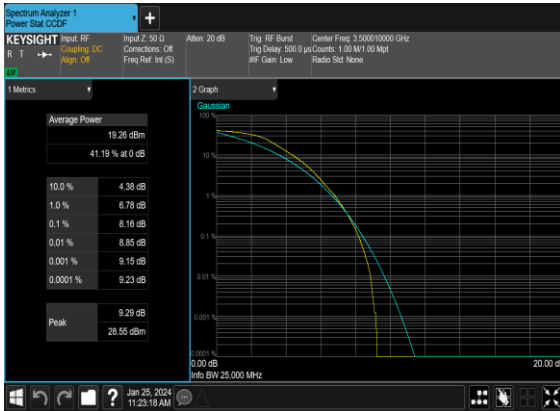 Spectrum Analyzer 1
Power Stat CCDF
+
KEYSIGHT
R T
LV
Input: RF
Coupling: DC
Align: Off
Input Z: 50 Ω
Corrections: Off
Freq Ref: Int (S)
Atten: 20 dB
Trig: RF Burst
Trig Delay: 500.0 µs
#IF Gain: Low
Center Freq: 3.500010000 GHz
Counts: 1.00 M/1.00 Mpt
Radio Std: None
1 Metrics
Average Power
19.26 dBm
41.19 % at 0 dB
10.0 % 4.38 dB
1.0 % 6.78 dB
0.1 % 8.16 dB
0.01 % 8.85 dB
0.001 % 9.15 dB
0.0001 % 9.23 dB
Peak
9.29 dB
28.55 dBm
2 Graph
Gaussian
100 %
10 %
1 %
0.1 %
0.01 %
0.001 %
0.0001 %
0.00 dB
20.00 d
Info BW 25.000 MHz
?
Jan 25, 2024
11:23:18 AM